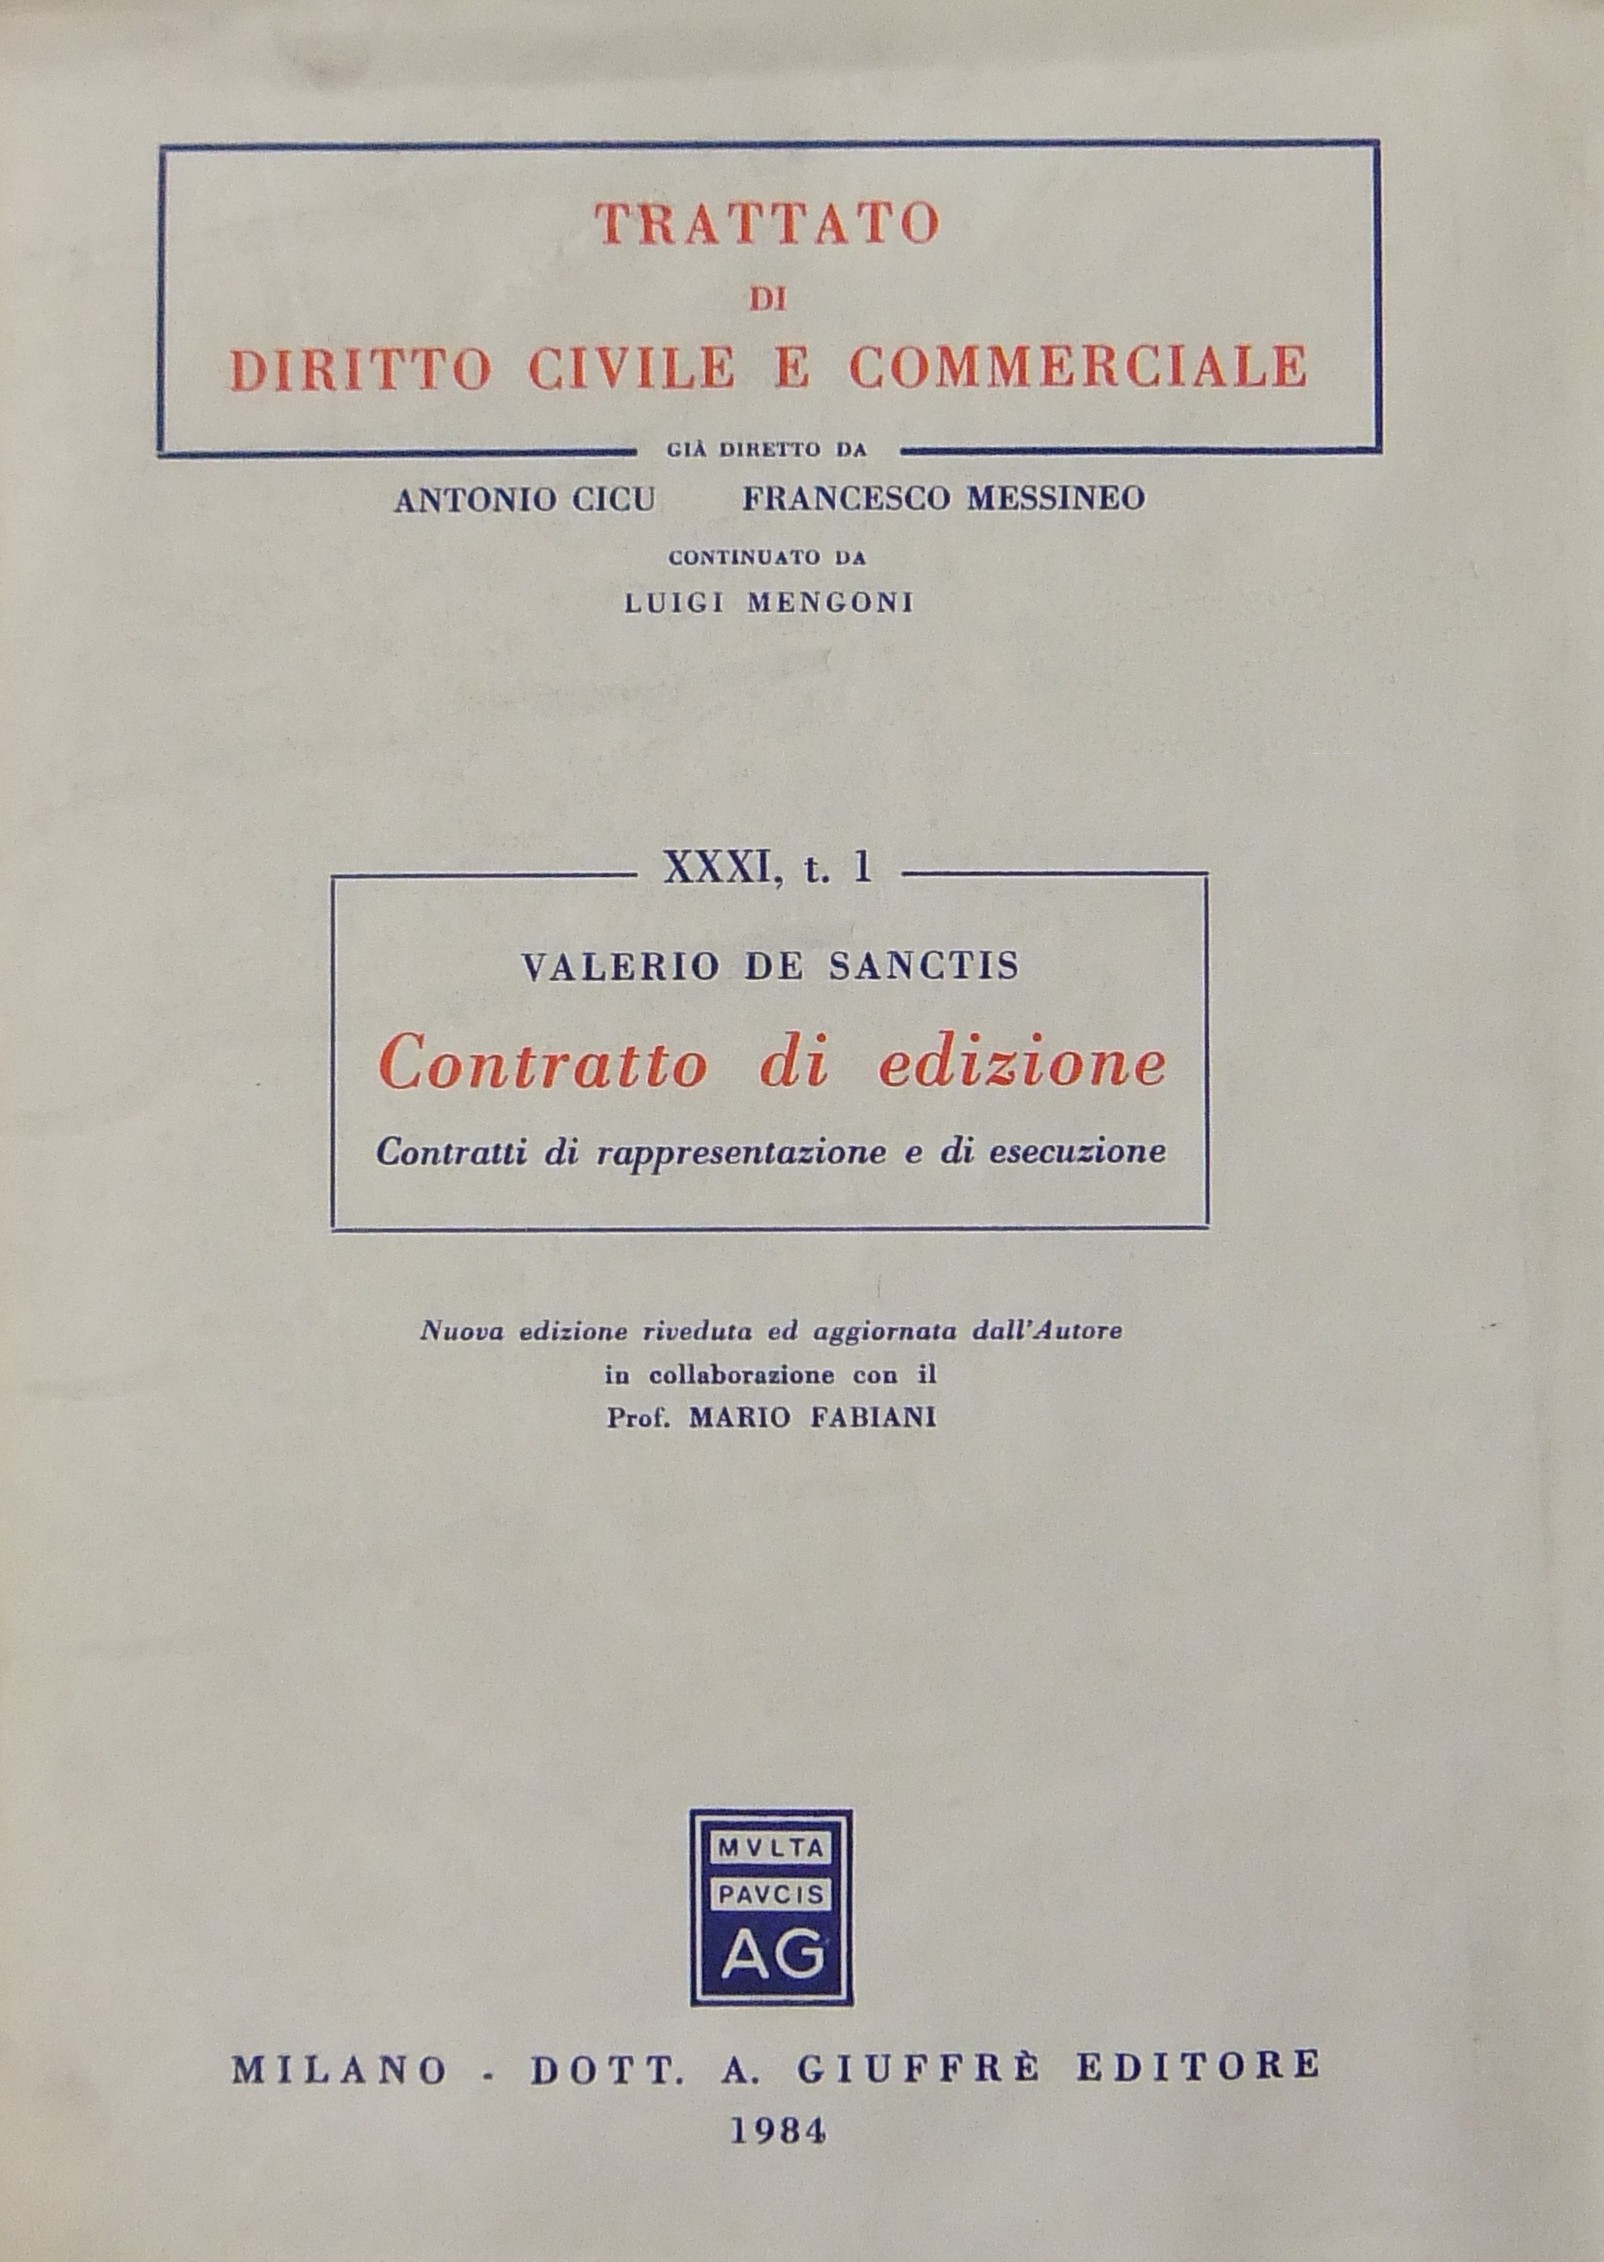 TRATTATO
DI
DIRITTO CIVILE E COMMERCIALE
GIÀ DIRETTO DA
ANTONIO CICU FRANCESCO MESSINEO
CONTINUATO DA
LUIGI MENGONI
XXXI, t. 1
VALERIO DE SANCTIS
Contratto di edizione
Contratti di rappresentazione e di esecuzione
Nuova edizione riveduta ed aggiornata dall'Autore
in collaborazione con il
Prof. MARIO FABIANI
MVLTA
PAVCIS
AG
MILANO - DOTT. A. GIUFFRÈ EDITORE
1984